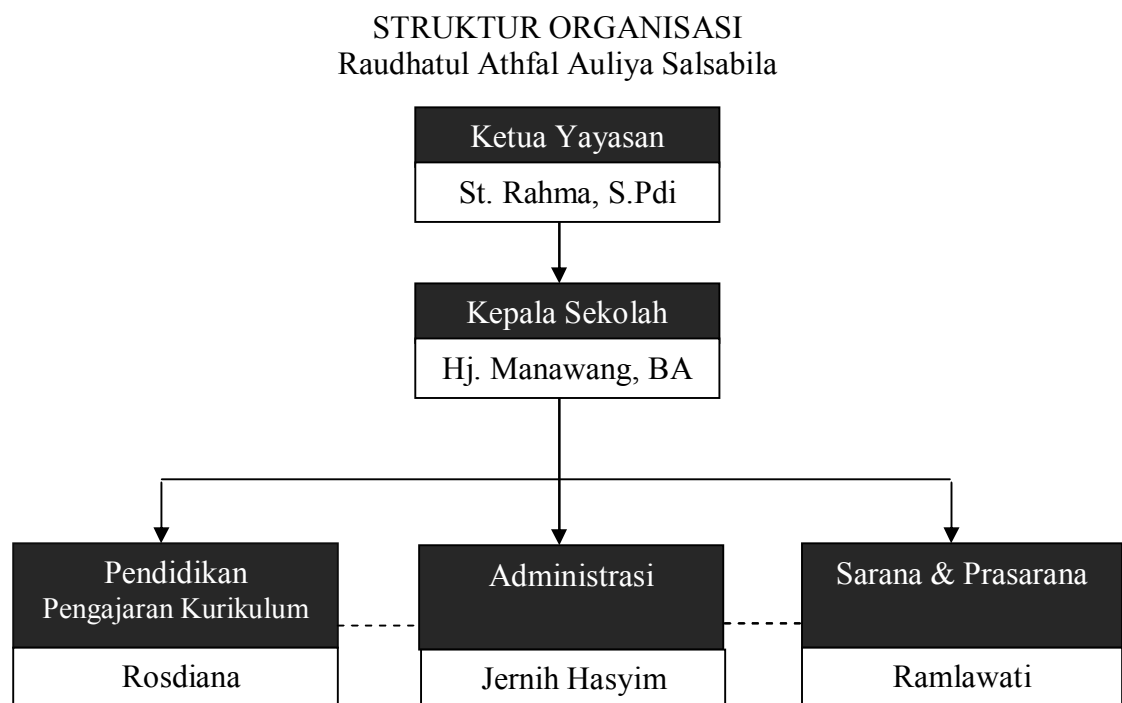 STRUKTUR ORGANISASI
Raudhatul Athfal Auliya Salsabila
Ketua Yayasan
St. Rahma, S.Pdi
Kepala Sekolah
Hj. Manawang, BA
Pendidikan
Pengajaran Kurikulum
Rosdiana
Administrasi
Jernih Hasyim
Sarana & Prasarana
Ramlawati